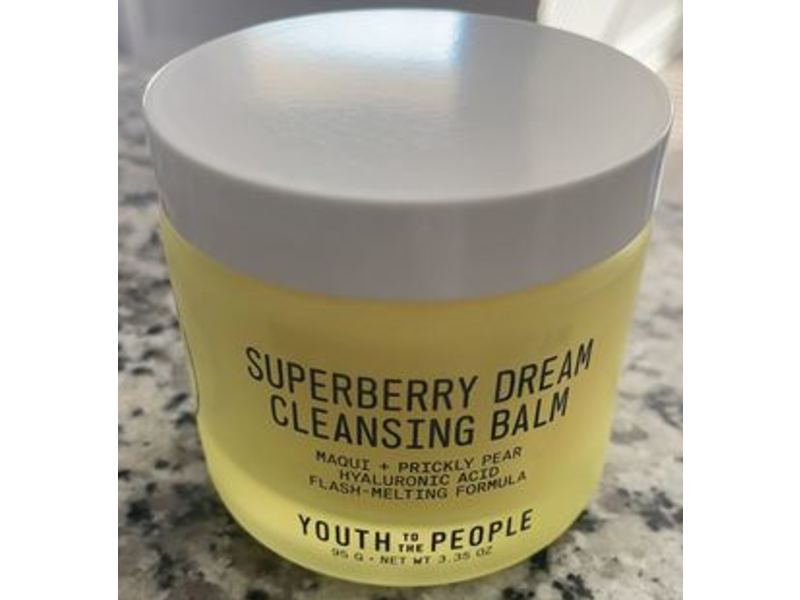 SUPERBERRY DREAM
CLEANSING BALM
MAQUI + PRICKLY PEAR
HYALURONIC ACID
FLASH-MELTING FORMULA
YOUTH TO THE PEOPLE
95 G • NET WT 3.35 OZ